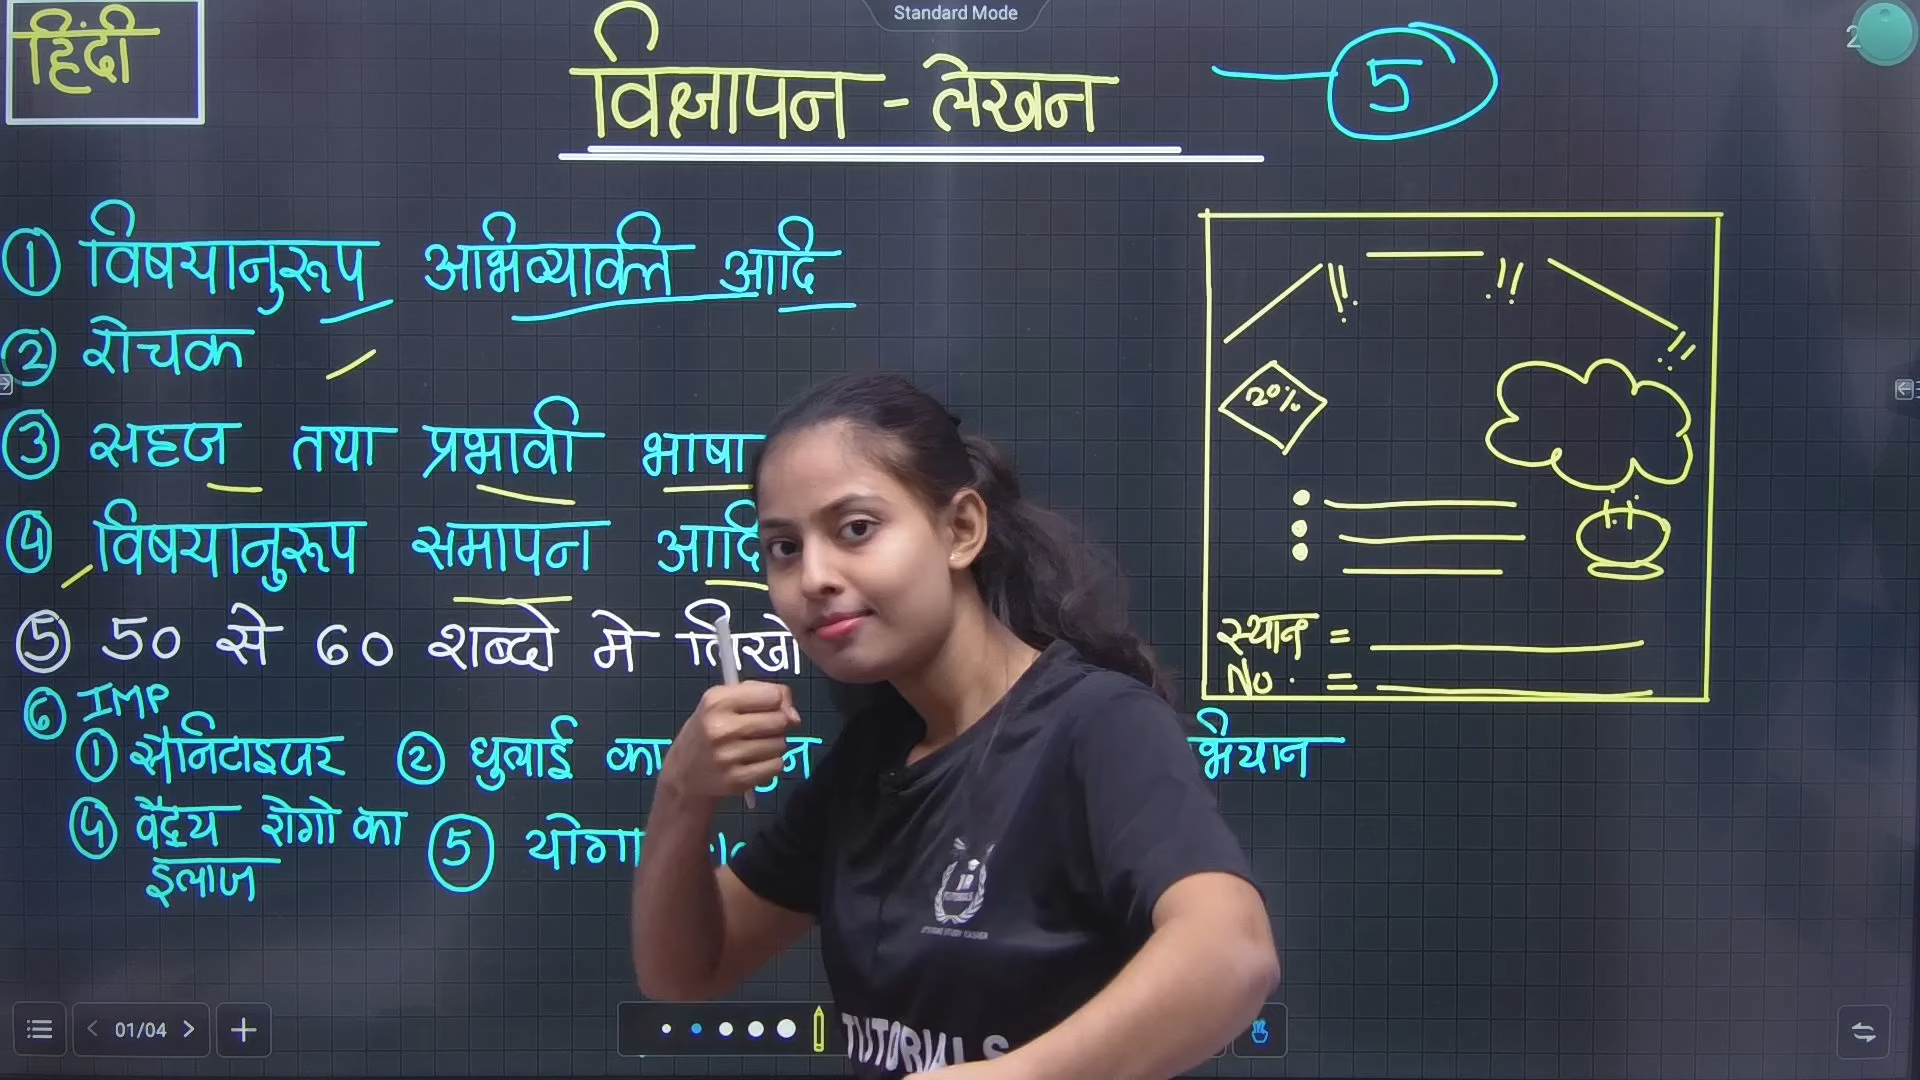 Standard Mode
हिंदी
विज्ञापन - लेखन
5
① विषयानुरूप अभिव्यक्ति आदि
② रोचक
③ सहज तथा प्रभावी भाषा
④ विषयानुरूप समापन आदि
⑤ 50 से 60 शब्दो मे लिखो
⑥ IMP
① सैनिटाइजर ② धुलाई का
④ वैद्य रोगो का ⑤ योगा
इलाज
20%
स्थान =
No. =
JR
TUTORIALS
TUTORIALS
01/04